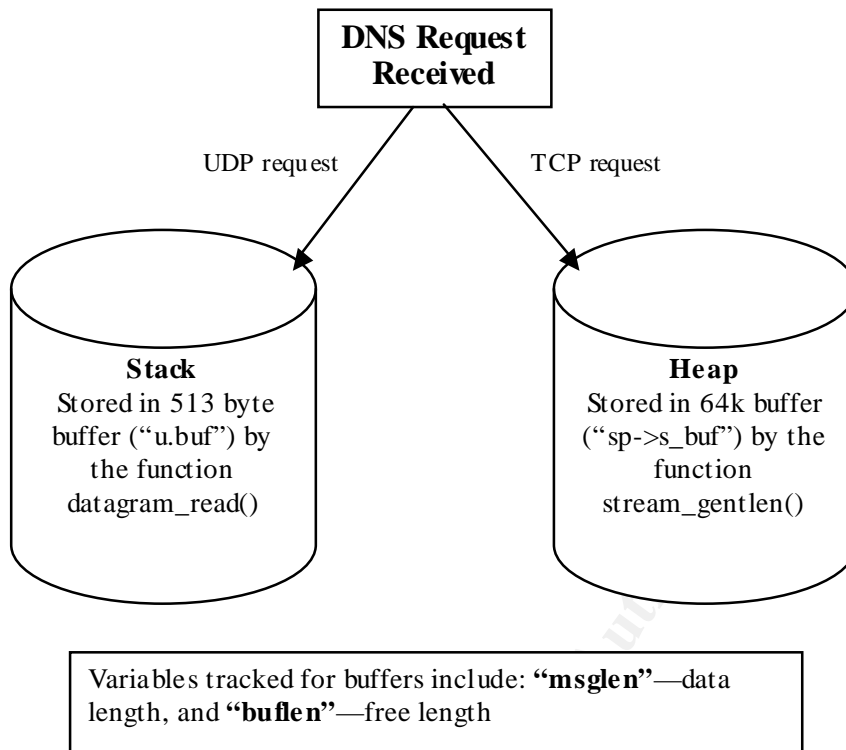 DNS Request
Received
UDP request
TCP request
Stack
Stored in 513 byte
buffer (“u.buf”) by
the function
datagram_read()
Heap
Stored in 64k buffer
(“sp->s_buf”) by the
function
stream_gentlen()
Variables tracked for buffers include: “msglen”—data
length, and “buflen”—free length